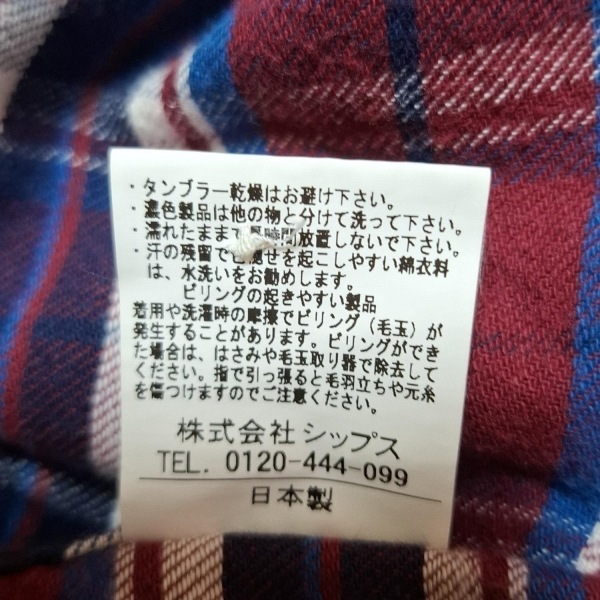 ・タンブラー乾燥はお避け下さい。
・濃色製品は他の物と分けて洗って下さい。
・濡れたままで長時間放置しないで下さい。
・汗の残留で色褪せを起こしやすい綿衣料
は、水洗いをお勧めします。
ピリングの起きやすい製品
着用や洗濯時の摩擦でピリング（毛玉）が
発生することがあります。ピリングができ
た場合は、はさみや毛玉取り器で除去して
ください。指で引っ張ると毛羽立ちや元糸
を傷つけますのでご注意ください。
株式会社 シップス
TEL. 0120-444-099
日本製